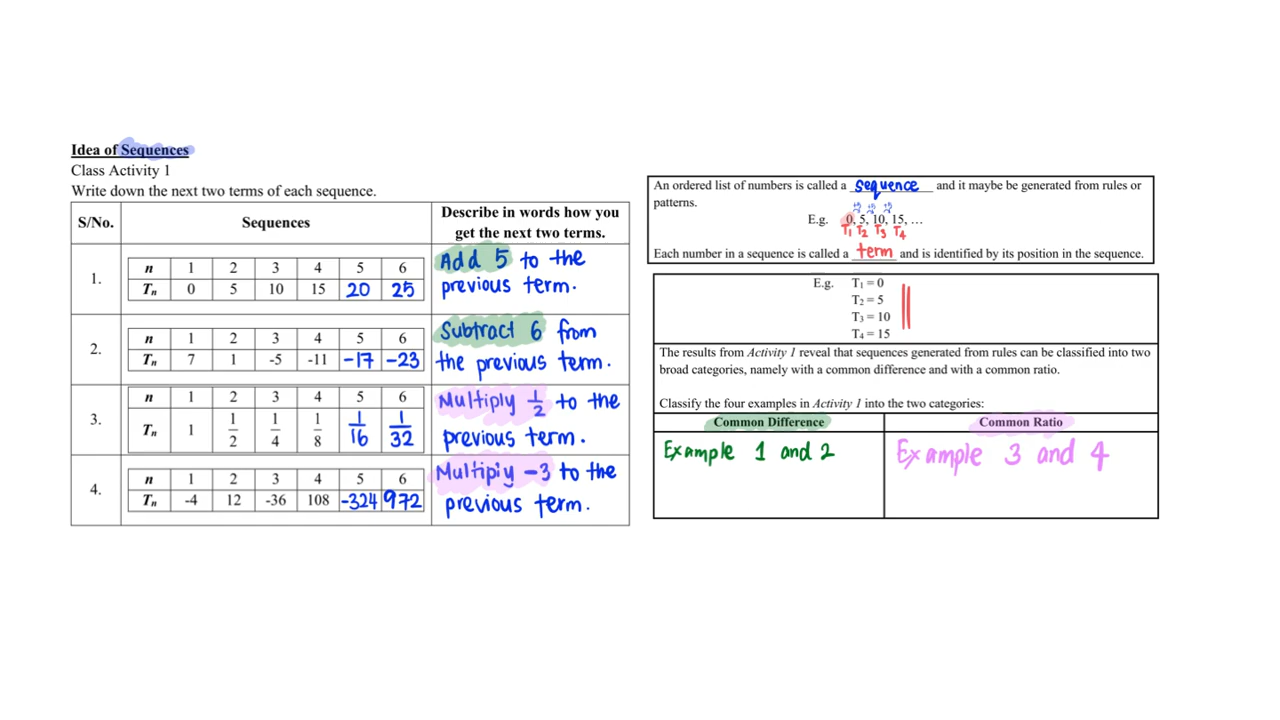 Idea of Sequences
Class Activity 1
Write down the next two terms of each sequence.
S/No.
Sequences
Describe in words how you
get the next two terms.
1.
n 1 2 3 4 5 6
Tn 0 5 10 15 20 25
Add 5 to the
previous term.
2.
n 1 2 3 4 5 6
Tn 7 1 -5 -11 -17 -23
Subtract 6 from
the previous term.
3.
n 1 2 3 4 5 6
Tn 1 1/2 1/4 1/8 1/16 1/32
Multiply 1/2 to the
previous term.
4.
n 1 2 3 4 5 6
Tn -4 12 -36 108 -324 972
Multiply -3 to the
previous term.
An ordered list of numbers is called a sequence and it maybe be generated from rules or
patterns.
+5 +5 +5
E.g. 0, 5, 10, 15, …
T1 T2 T3 T4
Each number in a sequence is called a term and is identified by its position in the sequence.
E.g. T1 = 0
T2 = 5
T3 = 10
T4 = 15
The results from Activity 1 reveal that sequences generated from rules can be classified into two
broad categories, namely with a common difference and with a common ratio.
Classify the four examples in Activity 1 into the two categories:
Common Difference
Common Ratio
Example 1 and 2
Example 3 and 4